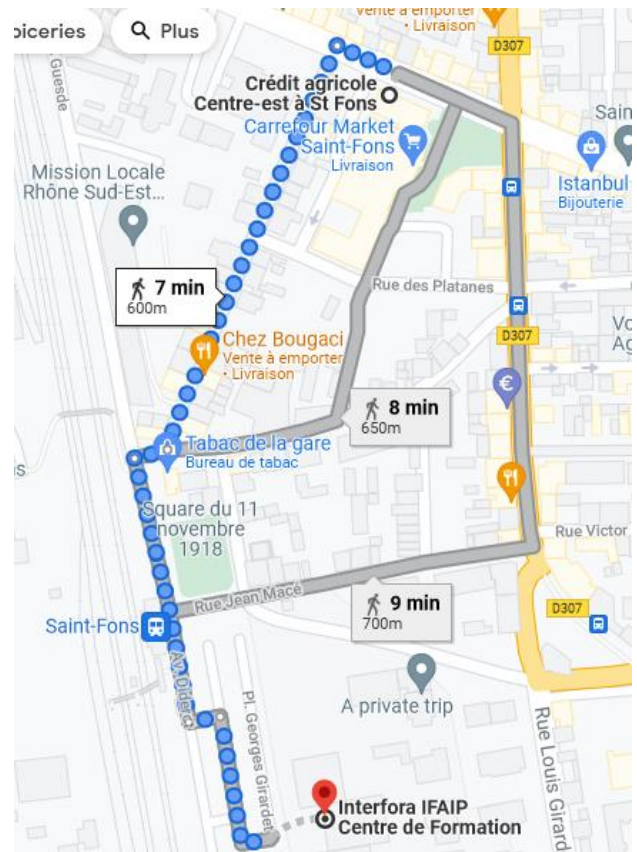 Vente à emporter
• Livraison
piceries
Plus
D307
Guesde
Crédit agricole
Centre-est à St Fons
Carrefour Market
Saint-Fons
Livraison
Sain
Istanbul
Bijouterie
Mission Locale
Rhône Sud-Est...
7 min
600m
Rue des Platanes
D307
Vo
Ag
Chez Bougaci
Vente à emporter
• Livraison
€
8 min
650m
Tabac de la gare
Bureau de tabac
Square du 11
novembre
1918
Rue Victor
Rue Jean Macé
9 min
700m
D307
Saint-Fons
Av. Diderot
Pl. Georges Girardet
A private trip
Rue Louis Girard
Interfora IFAIP
Centre de Formation